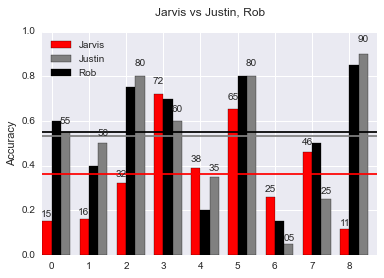 Jarvis vs Justin, Rob
Accuracy
1.0
0.8
0.6
0.4
0.2
0.0
Jarvis
Justin
Rob
15 55 16 50 32 80 72 60 38 35 65 80 25 05 46 25 11 90
0 1 2 3 4 5 6 7 8